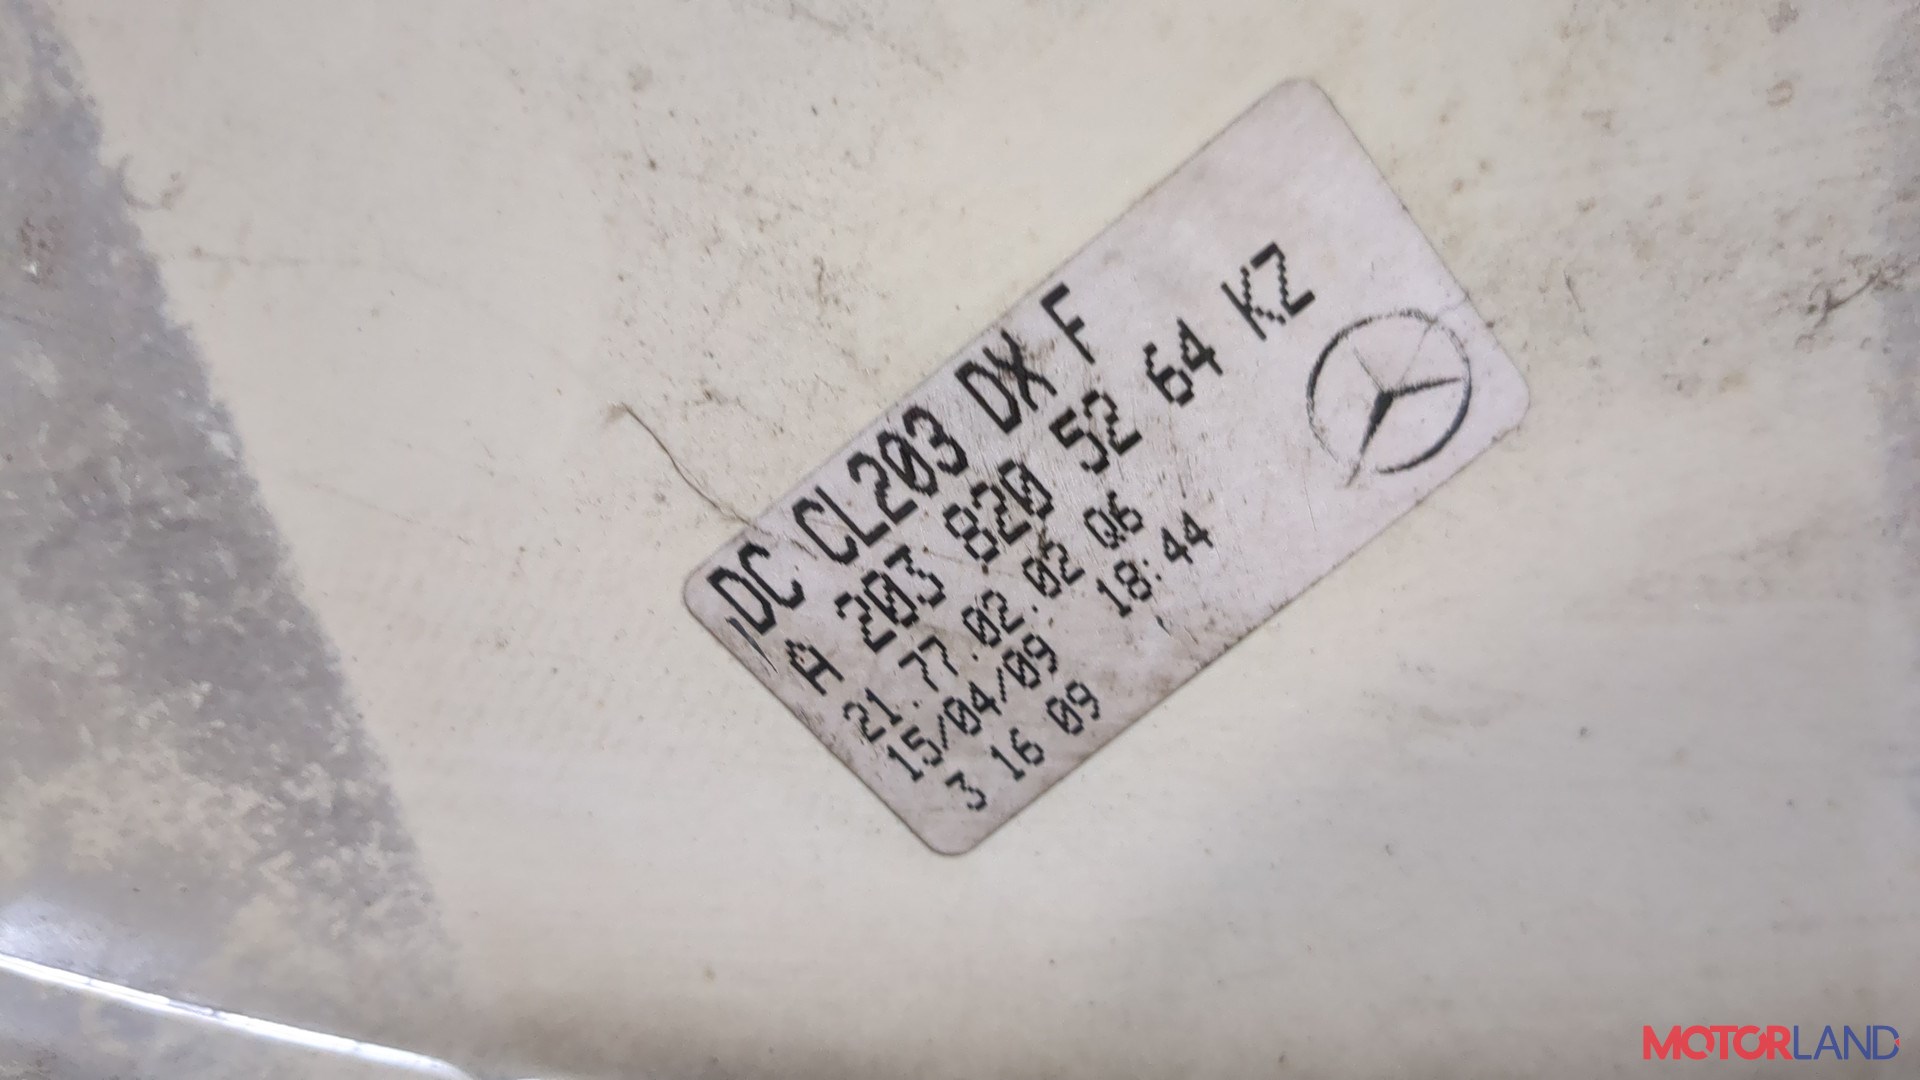 DC CL203 DX F
A 203 820 52 64 KZ
21.77.02.02.06
15/04/09 18:44
3 16 09
MOTORLAND